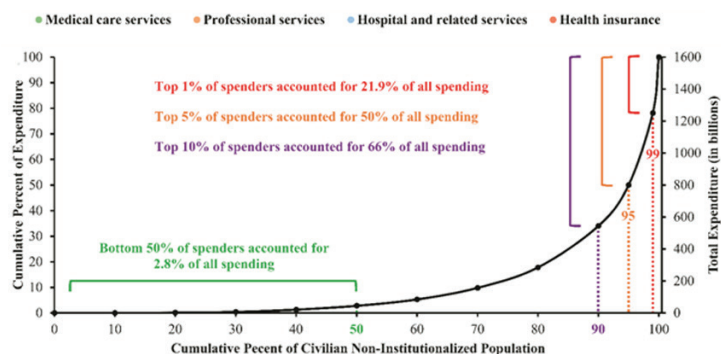 Medical care services Professional services Hospital and related services Health insurance
Cumulative Percent of Expenditure
100
90
80
70
60
50
40
30
20
10
0
Top 1% of spenders accounted for 21.9% of all spending
Top 5% of spenders accounted for 50% of all spending
Top 10% of spenders accounted for 66% of all spending
Bottom 50% of spenders accounted for
2.8% of all spending
99
95
1600
1400
1200
1000
800
600
400
200
0
Total Expenditure (in billions)
0 10 20 30 40 50 60 70 80 90 100
Cumulative Pecent of Civilian Non-Institutionalized Population